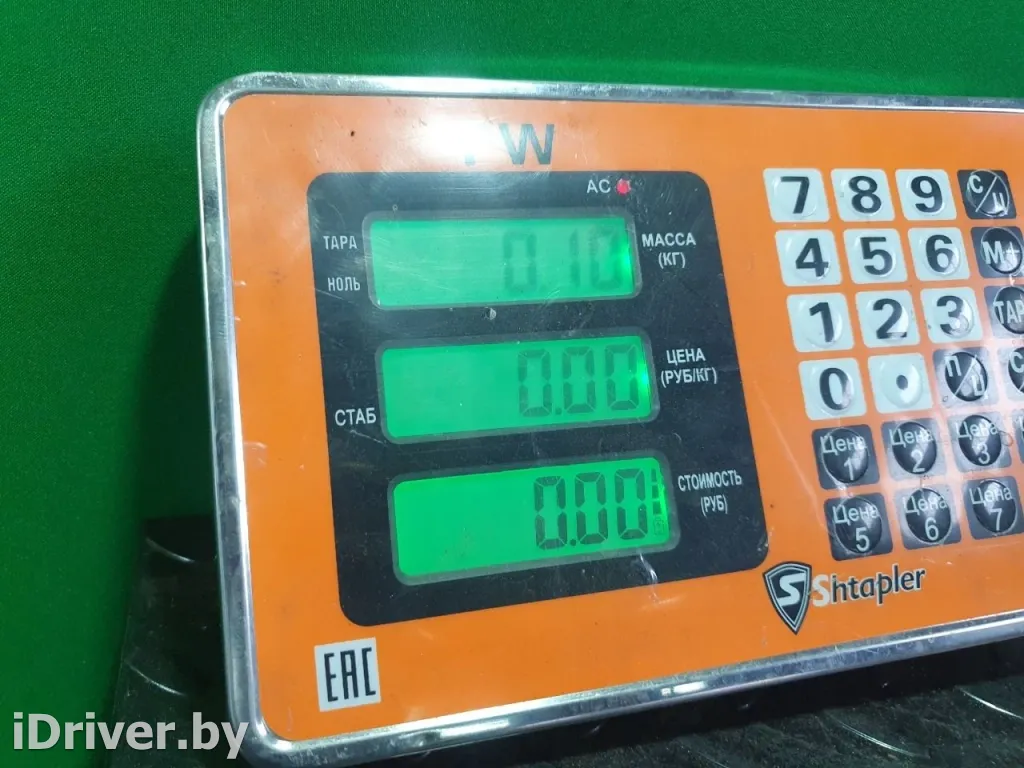 W
AC
ТАРА
НОЛЬ
0.10
МАССА
(КГ)
СТАБ
0.00
ЦЕНА
(РУБ/КГ)
0.00
СТОИМОСТЬ
(РУБ)
7 8 9 С/Ц
4 5 6 М+
1 2 3 ТАР
0 . П/Ц С
Цена 1 Цена 2 Цена 3
Цена 5 Цена 6 Цена 7
S Shtapler
EAC
iDriver.by